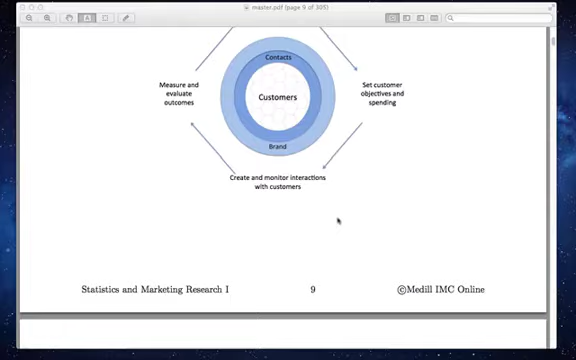 master.pdf (page 9 of 305)
Contacts
Measure and
evaluate
outcomes
Customers
Set customer
objectives and
spending
Brand
Create and monitor interactions
with customers
Statistics and Marketing Research I
9
©Medill IMC Online